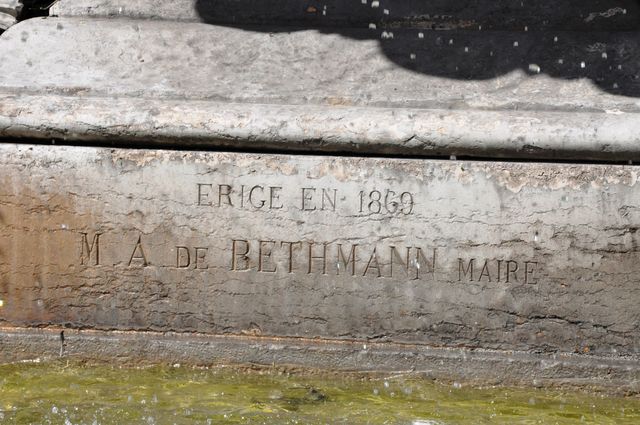 ERIGE EN 1869
M A DE BETHMANN MAIRE